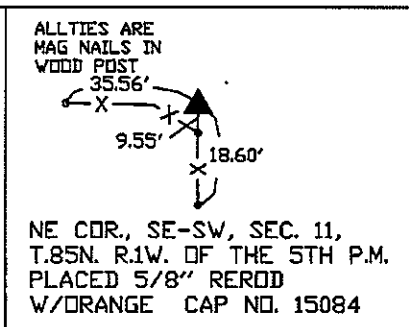 ALLTIES ARE
MAG NAILS IN
WOOD POST
35.56'
X
X
9.55'
18.60'
X
NE COR., SE-SW, SEC. 11,
T.85N. R.1W. OF THE 5TH P.M.
PLACED 5/8" REROD
W/ORANGE CAP NO. 15084